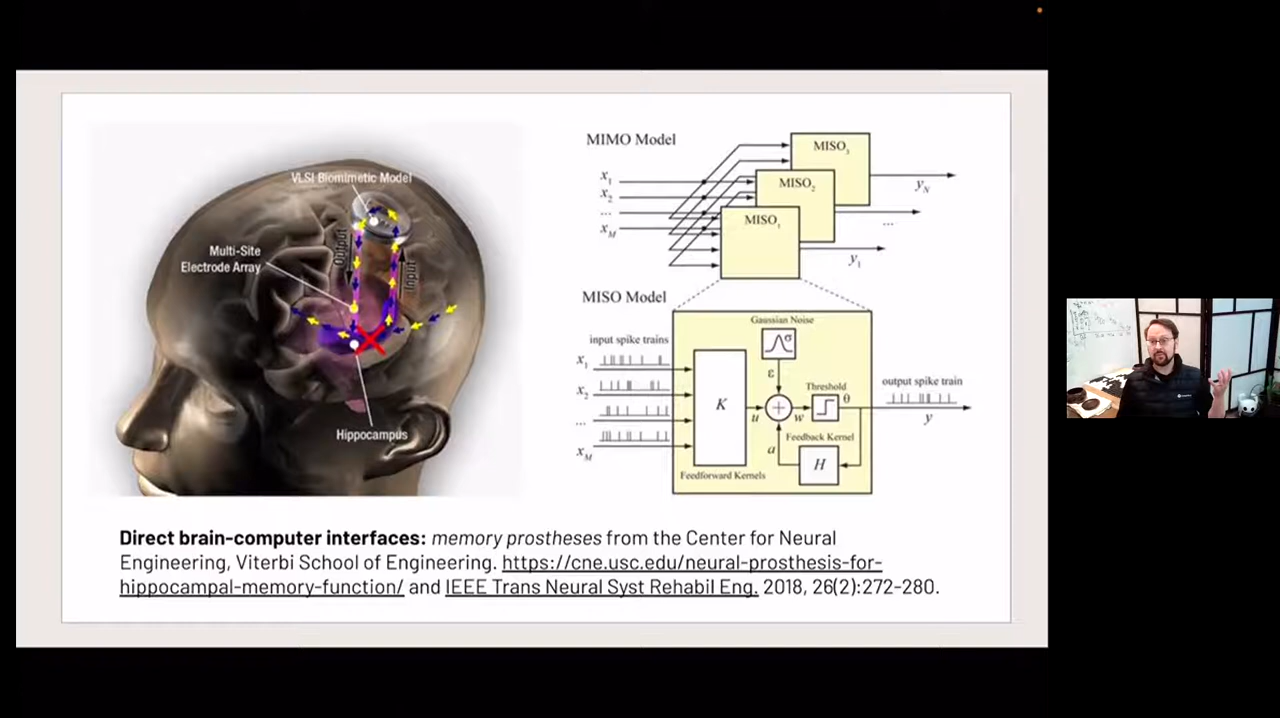 VLSI Biomimetic Model
Multi-Site
Electrode Array
Output
Input
Hippocampus
MIMO Model
x1
x2
...
xM
MISO3
MISO2
MISO1
yN
....
y1
MISO Model
input spike trains
x1
x2
...
xM
K
Feedforward Kernels
Gaussian Noise
σ
ε
u
+
w
a
Threshold
θ
Feedback Kernel
H
output spike train
y
Direct brain-computer interfaces: memory prostheses from the Center for Neural
Engineering, Viterbi School of Engineering. https://cne.usc.edu/neural-prosthesis-for-
hippocampal-memory-function/ and IEEE Trans Neural Syst Rehabil Eng. 2018, 26(2):272-280.